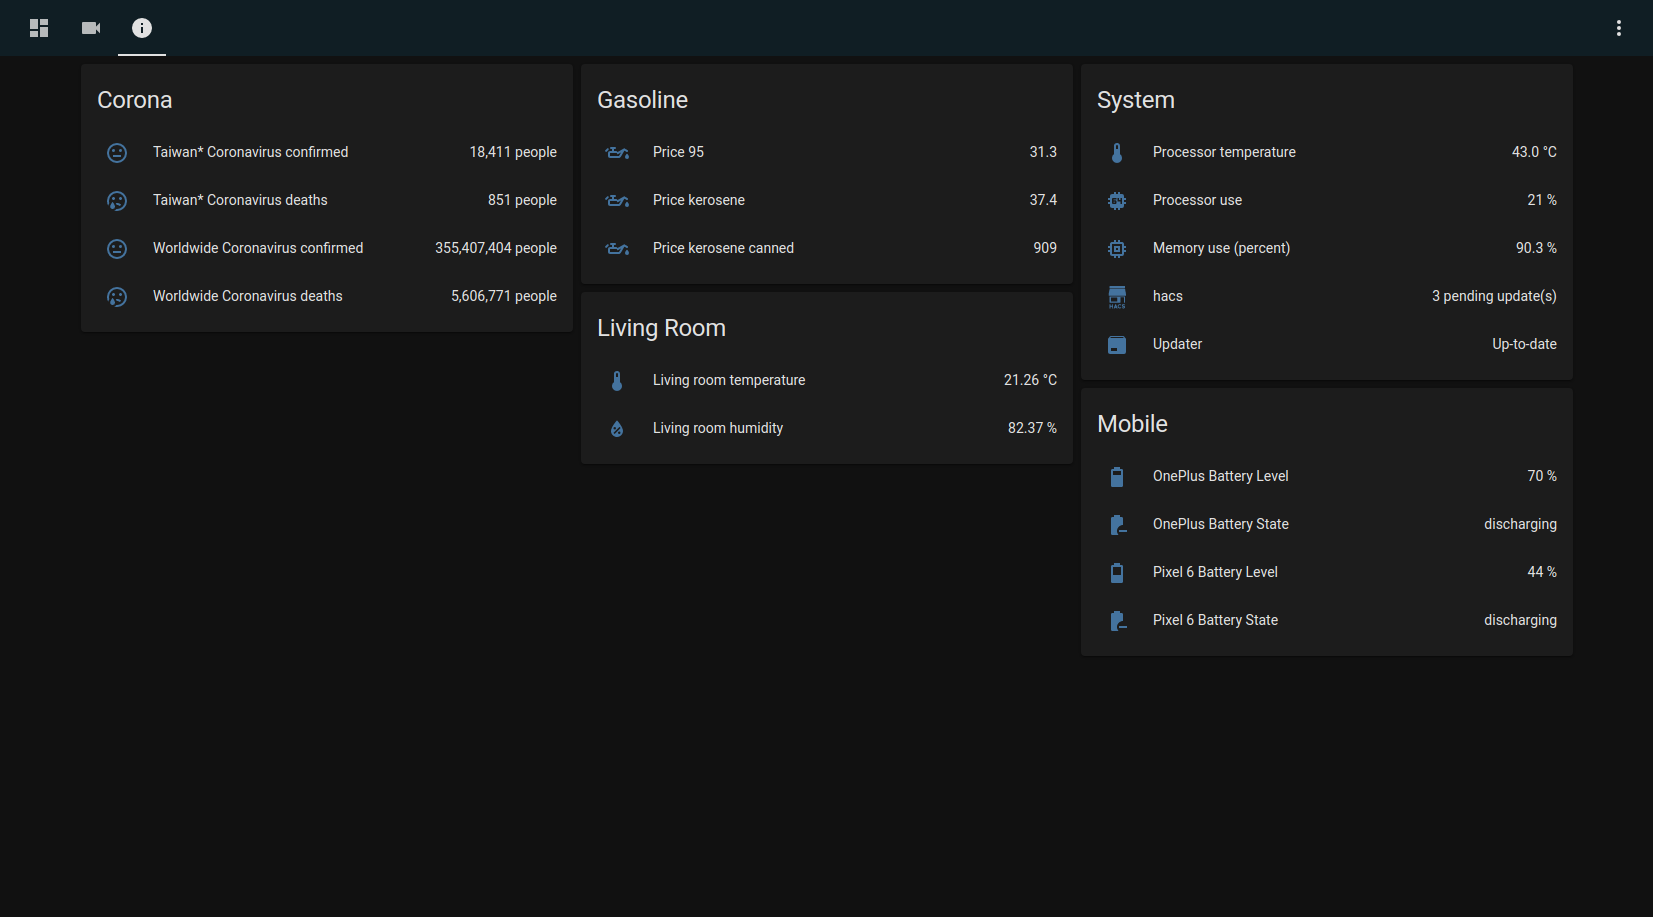 Corona
Taiwan* Coronavirus confirmed 18,411 people
Taiwan* Coronavirus deaths 851 people
Worldwide Coronavirus confirmed 355,407,404 people
Worldwide Coronavirus deaths 5,606,771 people
Gasoline
Price 95 31.3
Price kerosene 37.4
Price kerosene canned 909
Living Room
Living room temperature 21.26 °C
Living room humidity 82.37 %
System
Processor temperature 43.0 °C
Processor use 21 %
Memory use (percent) 90.3 %
HACS hacs 3 pending update(s)
Updater Up-to-date
Mobile
OnePlus Battery Level 70 %
OnePlus Battery State discharging
Pixel 6 Battery Level 44 %
Pixel 6 Battery State discharging